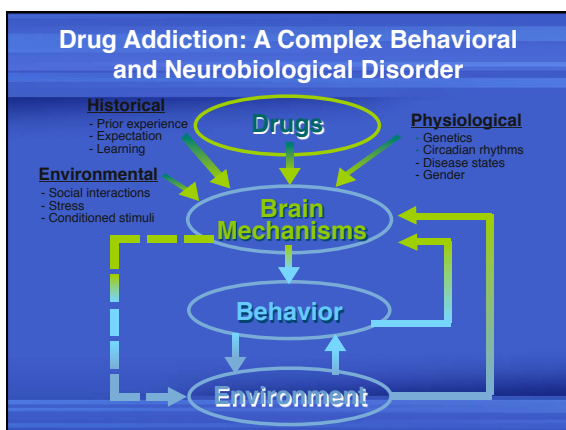 Drug Addiction: A Complex Behavioral
and Neurobiological Disorder
Historical
- Prior experience
- Expectation
- Learning
Environmental
- Social interactions
- Stress
- Conditioned stimuli
Drugs
Physiological
- Genetics
- Circadian rhythms
- Disease states
- Gender
Brain
Mechanisms
Behavior
Environment